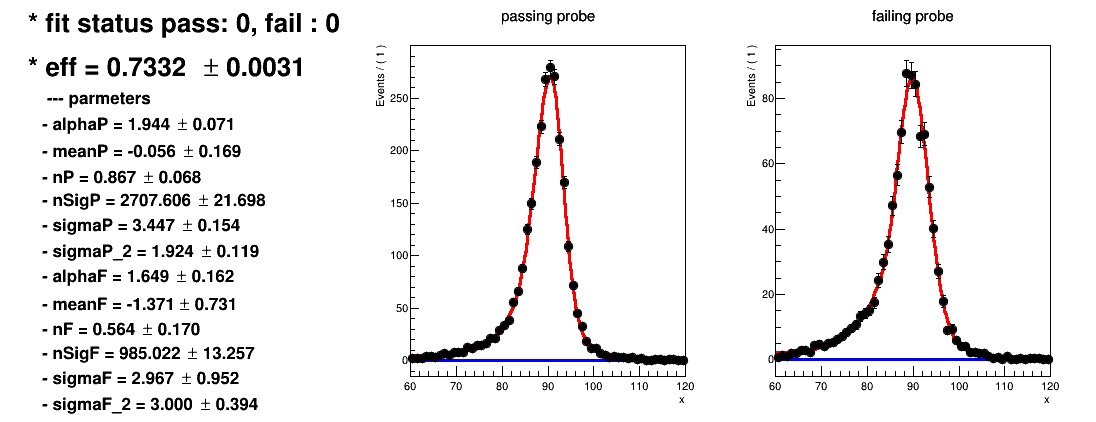 * fit status pass: 0, fail : 0
* eff = 0.7332 ± 0.0031
--- parmeters
- alphaP = 1.944 ± 0.071
- meanP = -0.056 ± 0.169
- nP = 0.867 ± 0.068
- nSigP = 2707.606 ± 21.698
- sigmaP = 3.447 ± 0.154
- sigmaP_2 = 1.924 ± 0.119
- alphaF = 1.649 ± 0.162
- meanF = -1.371 ± 0.731
- nF = 0.564 ± 0.170
- nSigF = 985.022 ± 13.257
- sigmaF = 2.967 ± 0.952
- sigmaF_2 = 3.000 ± 0.394
passing probe
Events / ( 1 )
250
200
150
100
50
0
60 70 80 90 100 110 120
x
failing probe
Events / ( 1 )
80
60
40
20
0
60 70 80 90 100 110 120
x